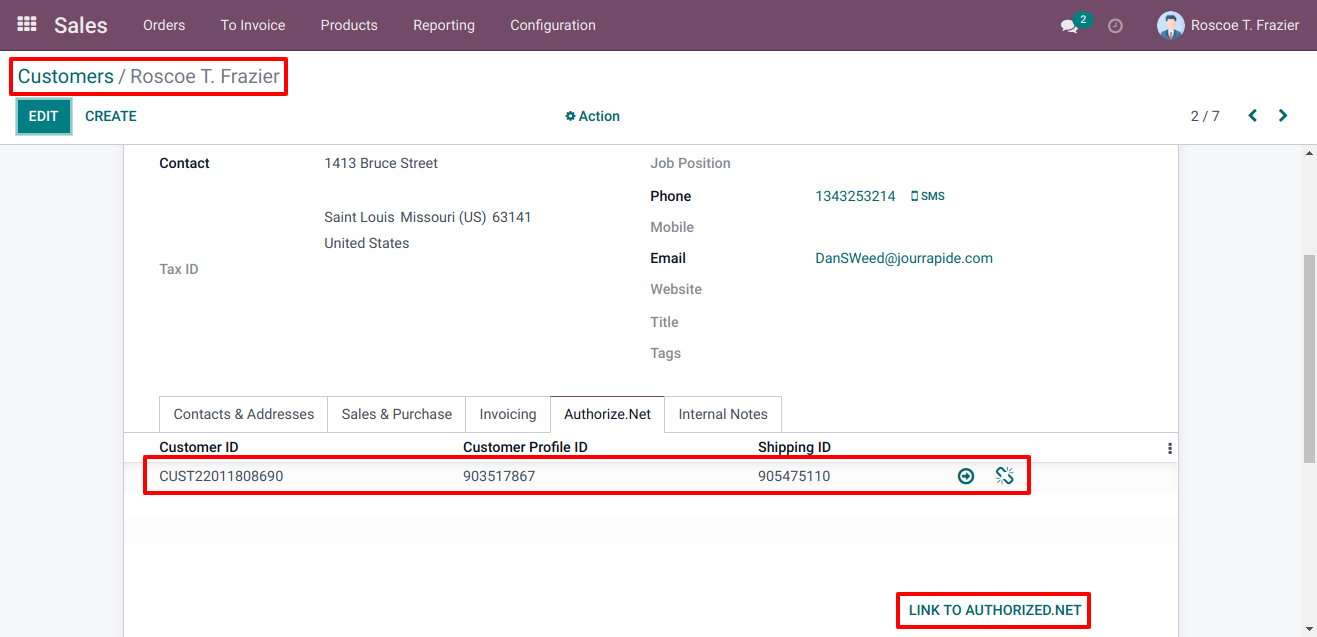 Sales Orders To Invoice Products Reporting Configuration 2 Roscoe T. Frazier
Customers / Roscoe T. Frazier
EDIT CREATE Action 2 / 7
Contact 1413 Bruce Street Job Position
Phone 1343253214 SMS
Saint Louis Missouri (US) 63141 Mobile
United States Email DanSWeed@jourrapide.com
Tax ID
Website
Title
Tags
Contacts & Addresses Sales & Purchase Invoicing Authorize.Net Internal Notes
Customer ID Customer Profile ID Shipping ID
CUST22011808690 903517867 905475110
LINK TO AUTHORIZED.NET